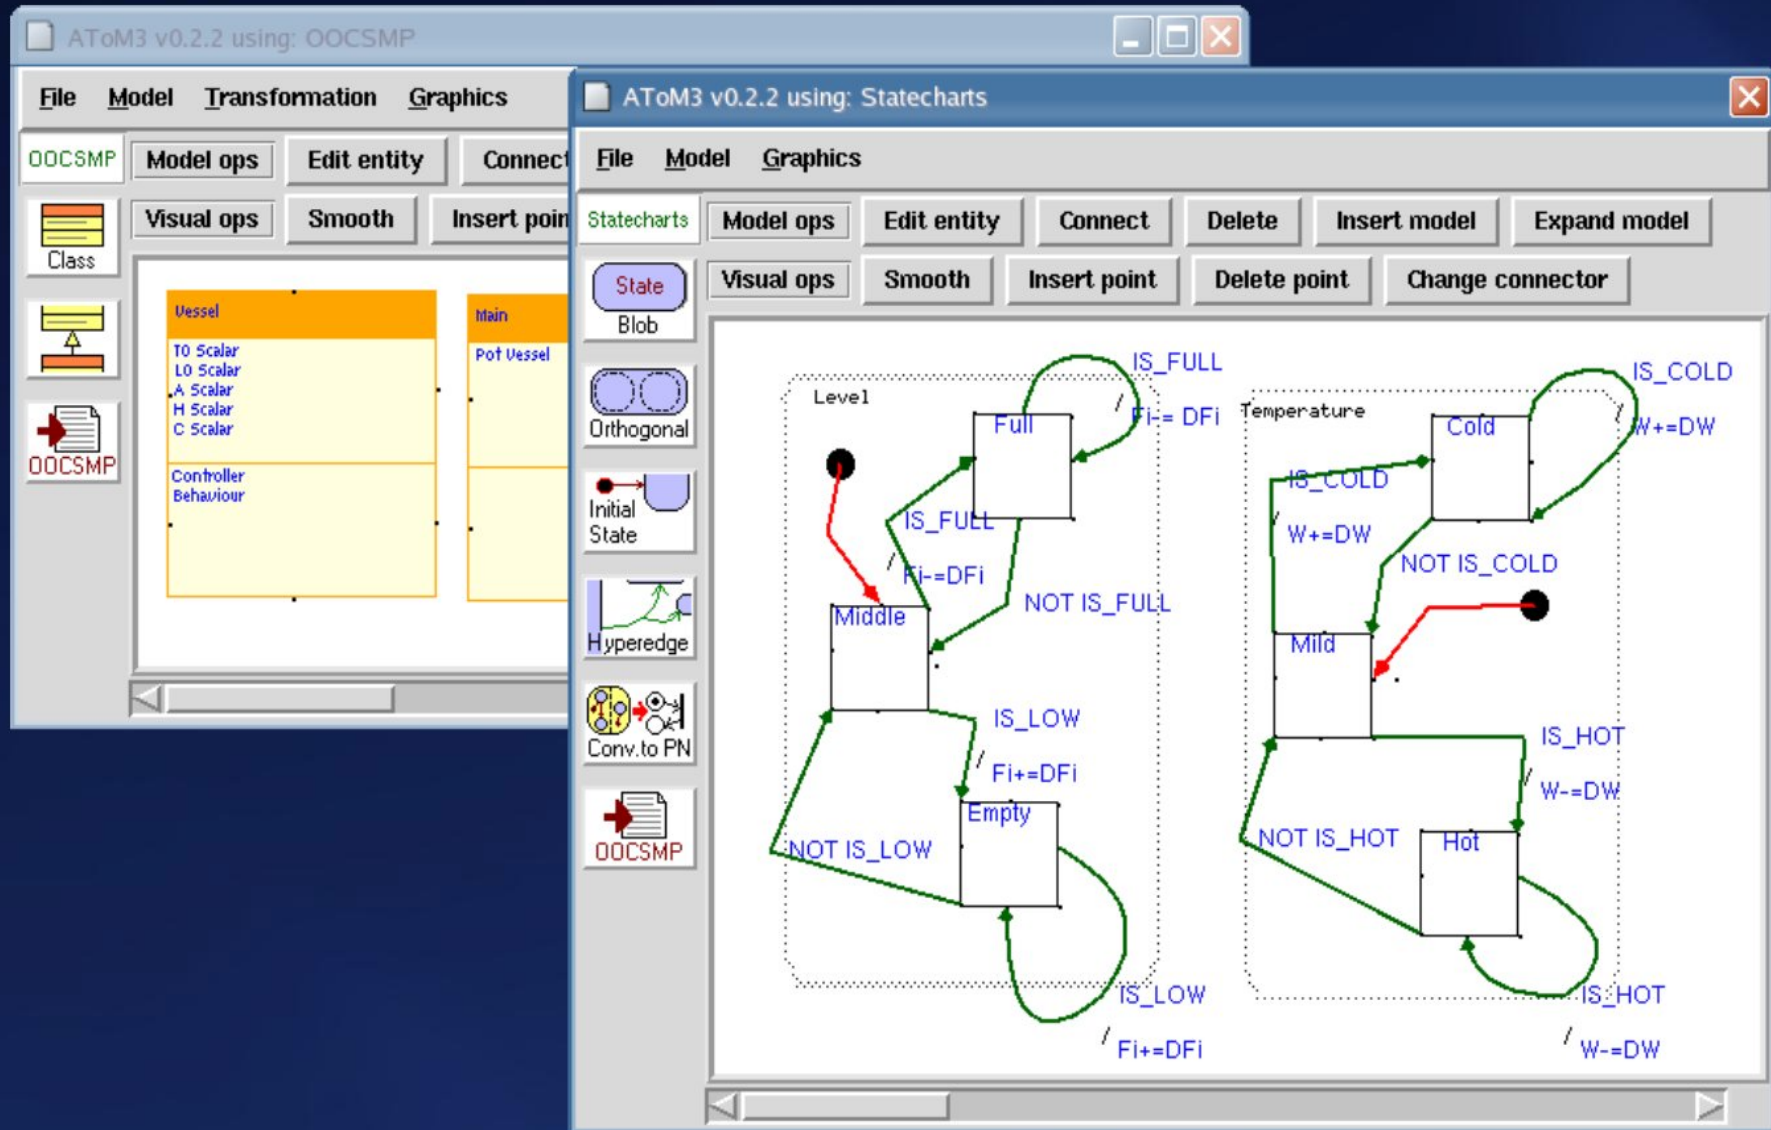 AToM3 v0.2.2 using: OOCSMP
File Model Transformation Graphics
OOCSMP Model ops Edit entity Connect
Visual ops Smooth Insert poin
Class
OOCSMP
Vessel
T0 Scalar
L0 Scalar
A Scalar
H Scalar
C Scalar
Controller
Behaviour
Main
Pot Vessel
AToM3 v0.2.2 using: Statecharts
File Model Graphics
Statecharts Model ops Edit entity Connect Delete Insert model Expand model
Visual ops Smooth Insert point Delete point Change connector
State
Blob
Orthogonal
Initial
State
Hyperedge
Conv.to PN
OOCSMP
Level
Full
IS_FULL
/
Fi-= DFi
IS_FULL
/
Fi-=DFi
NOT IS_FULL
Middle
IS_LOW
/
Fi+=DFi
Empty
NOT IS_LOW
IS_LOW
/
Fi+=DFi
Temperature
Cold
IS_COLD
/
W+=DW
IS_COLD
/
W+=DW
NOT IS_COLD
Mild
IS_HOT
/
W-=DW
NOT IS_HOT
Hot
IS_HOT
/
W-=DW